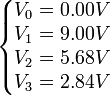 V₀ = 0.00V
V₁ = 9.00V
V₂ = 5.68V
V₃ = 2.84V